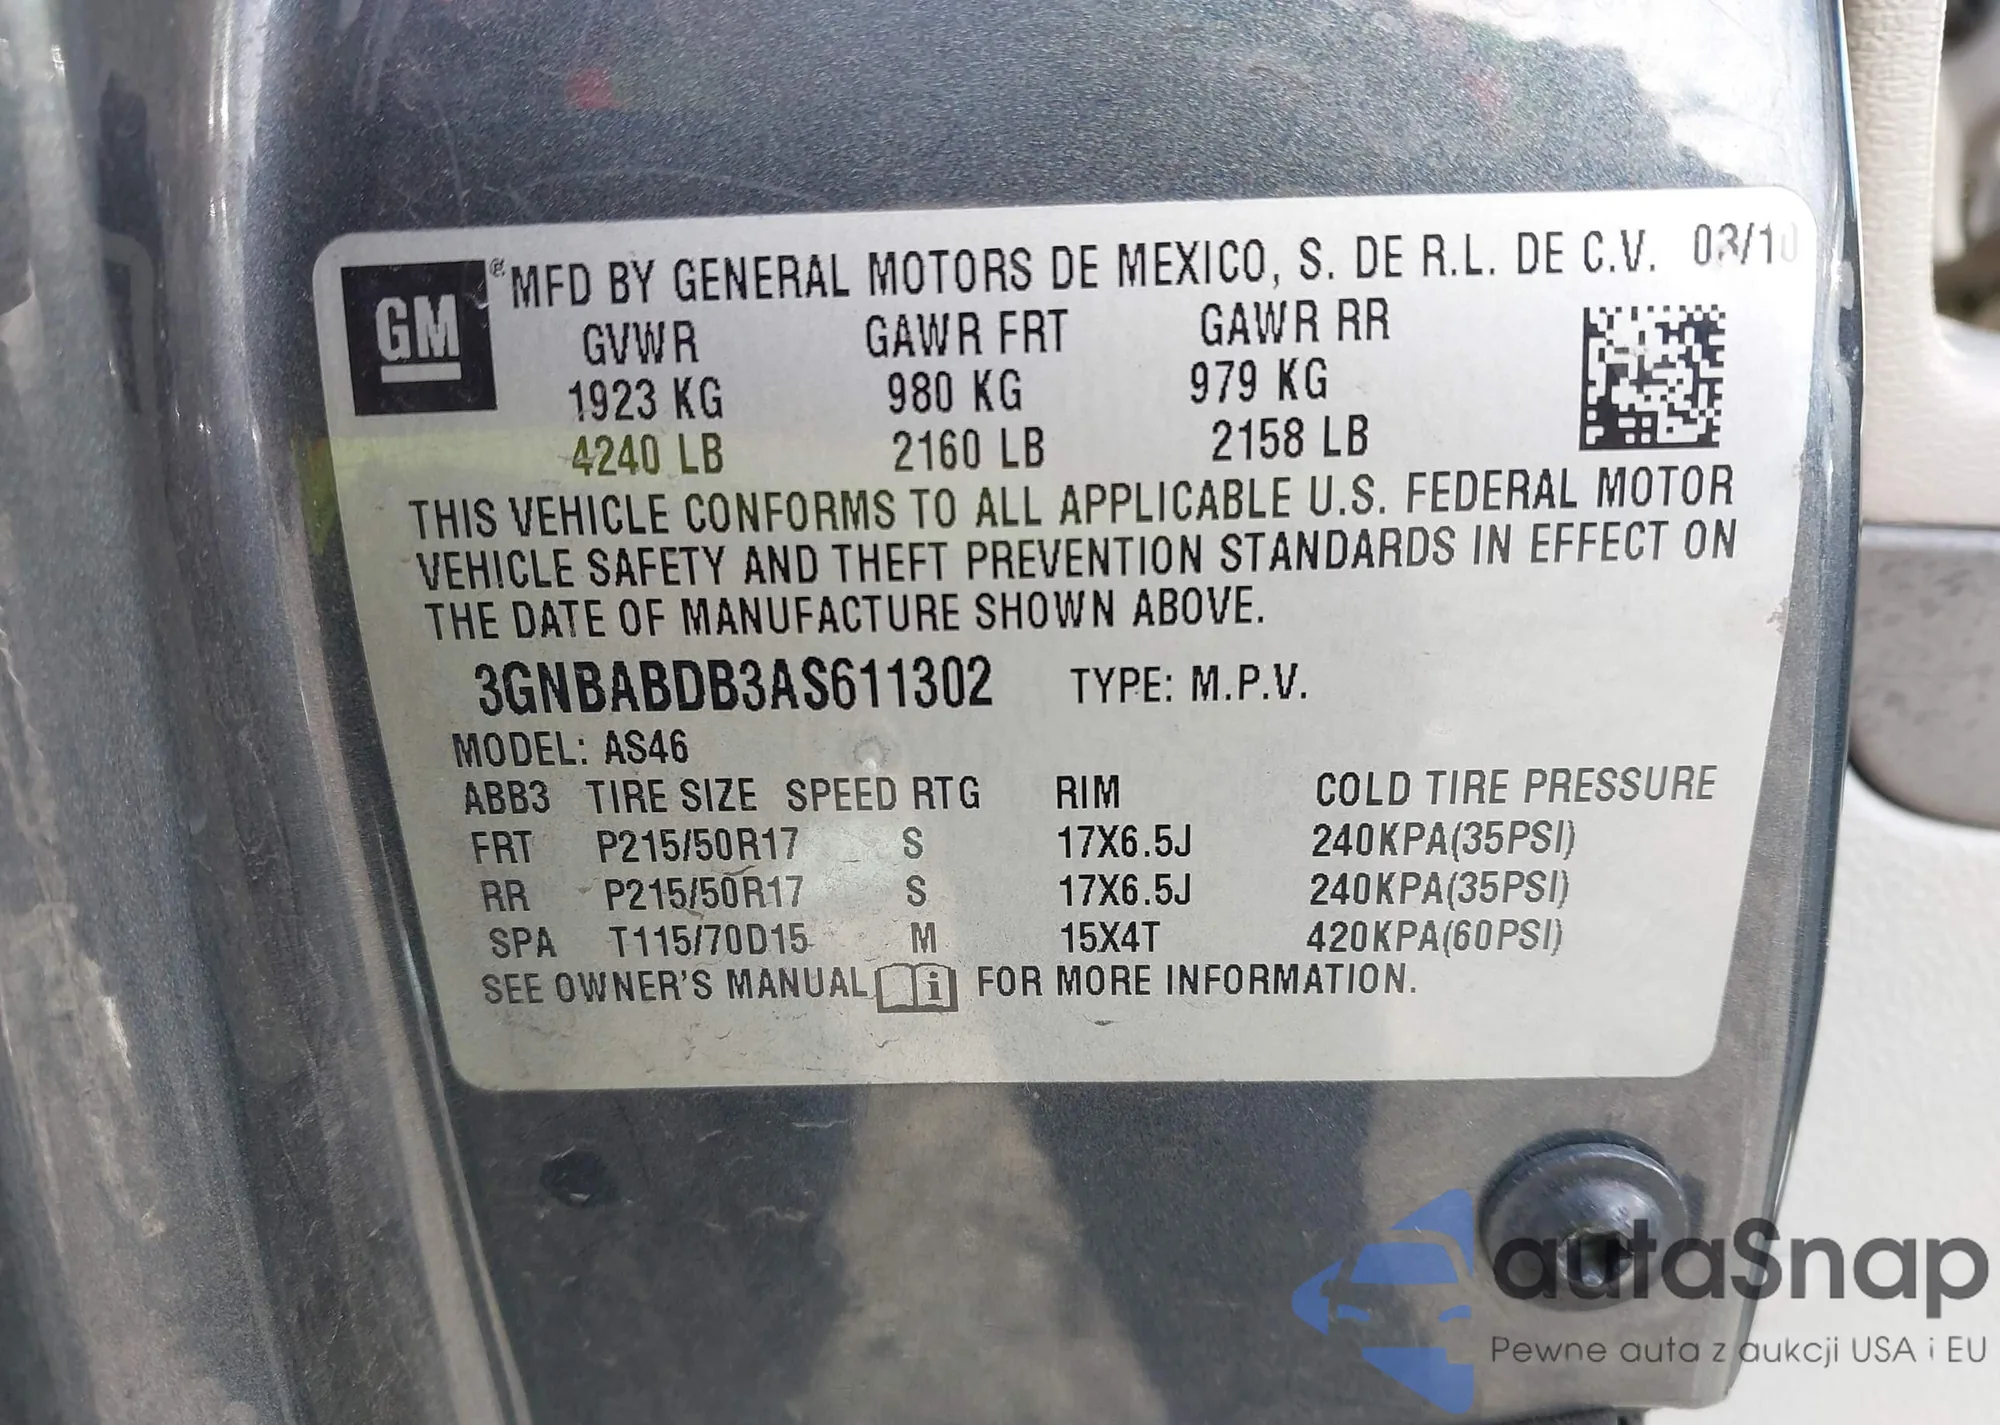 GM ® MFD BY GENERAL MOTORS DE MEXICO, S. DE R.L. DE C.V. 03/10
GVWR GAWR FRT GAWR RR
1923 KG 980 KG 979 KG
4240 LB 2160 LB 2158 LB
THIS VEHICLE CONFORMS TO ALL APPLICABLE U.S. FEDERAL MOTOR
VEHICLE SAFETY AND THEFT PREVENTION STANDARDS IN EFFECT ON
THE DATE OF MANUFACTURE SHOWN ABOVE.
3GNBABDB3AS611302 TYPE: M.P.V.
MODEL: AS46
ABB3 TIRE SIZE SPEED RTG RIM COLD TIRE PRESSURE
FRT P215/50R17 S 17X6.5J 240KPA(35PSI)
RR P215/50R17 S 17X6.5J 240KPA(35PSI)
SPA T115/70D15 M 15X4T 420KPA(60PSI)
SEE OWNER'S MANUAL i FOR MORE INFORMATION.
autaSnap
Pewne auta z aukcji USA i EU